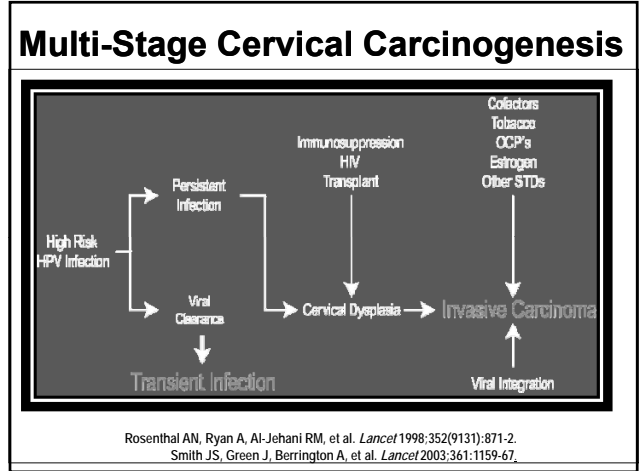 Multi-Stage Cervical Carcinogenesis
Cofactors
Tobacco
OCP's
Estrogen
Other STDs
Immunosuppression
HIV
Transplant
Persistent
Infection
High Risk
HPV Infection
Viral
Clearance
Cervical Dysplasia
Invasive Carcinoma
Transient Infection
Viral Integration
Rosenthal AN, Ryan A, Al-Jehani RM, et al. Lancet 1998;352(9131):871-2.
Smith JS, Green J, Berrington A, et al. Lancet 2003;361:1159-67.